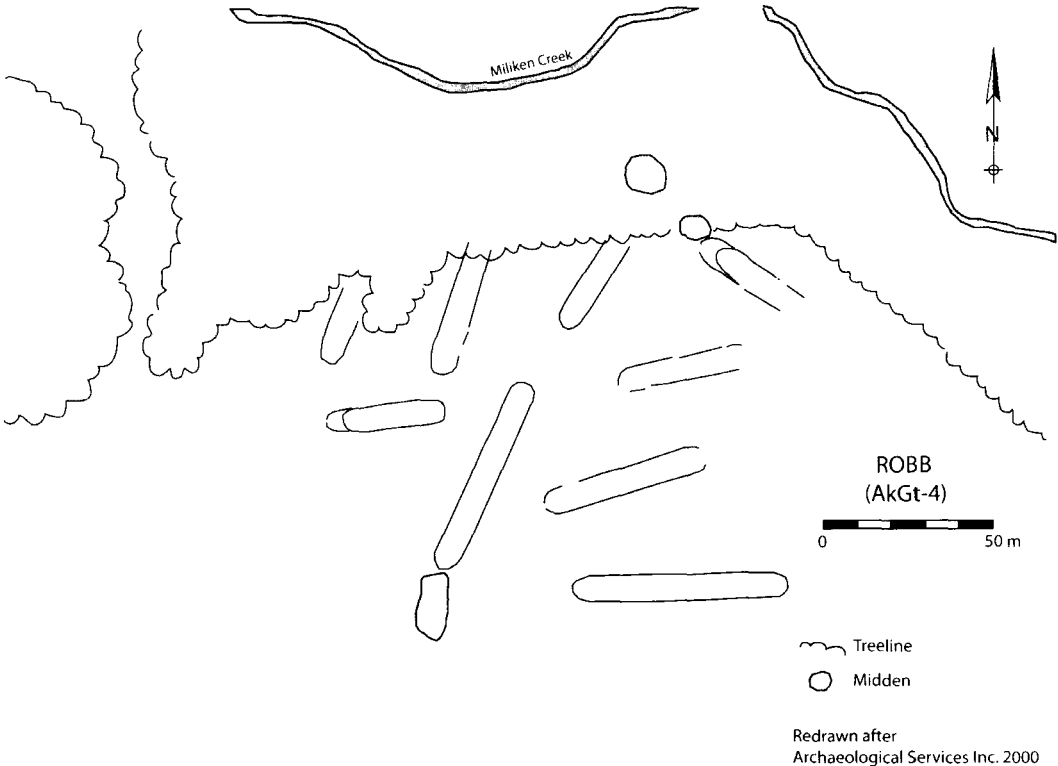 Miliken Creek
N
ROBB
(AkGt-4)
0 50 m
Treeline
Midden
Redrawn after
Archaeological Services Inc. 2000